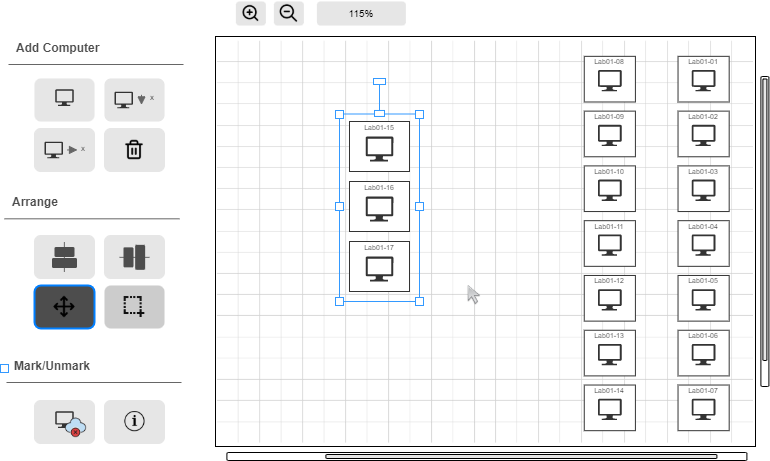 115%
Add Computer
x
x
Arrange
Mark/Unmark
i
Lab01-15
Lab01-16
Lab01-17
Lab01-08
Lab01-01
Lab01-09
Lab01-02
Lab01-10
Lab01-03
Lab01-11
Lab01-04
Lab01-12
Lab01-05
Lab01-13
Lab01-06
Lab01-14
Lab01-07